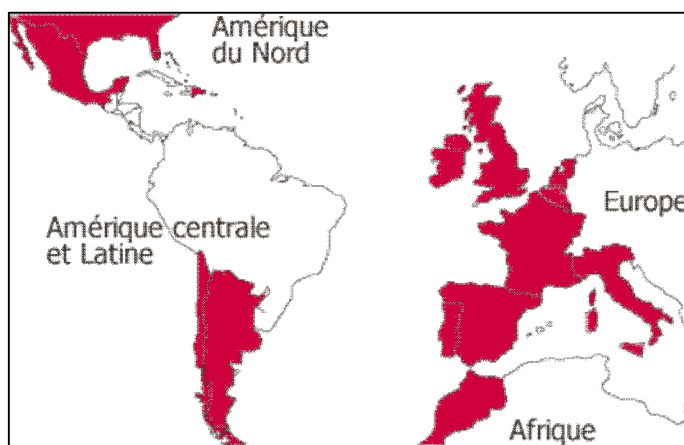 Amérique
du Nord
Amérique centrale
et Latine
Europe
Afrique